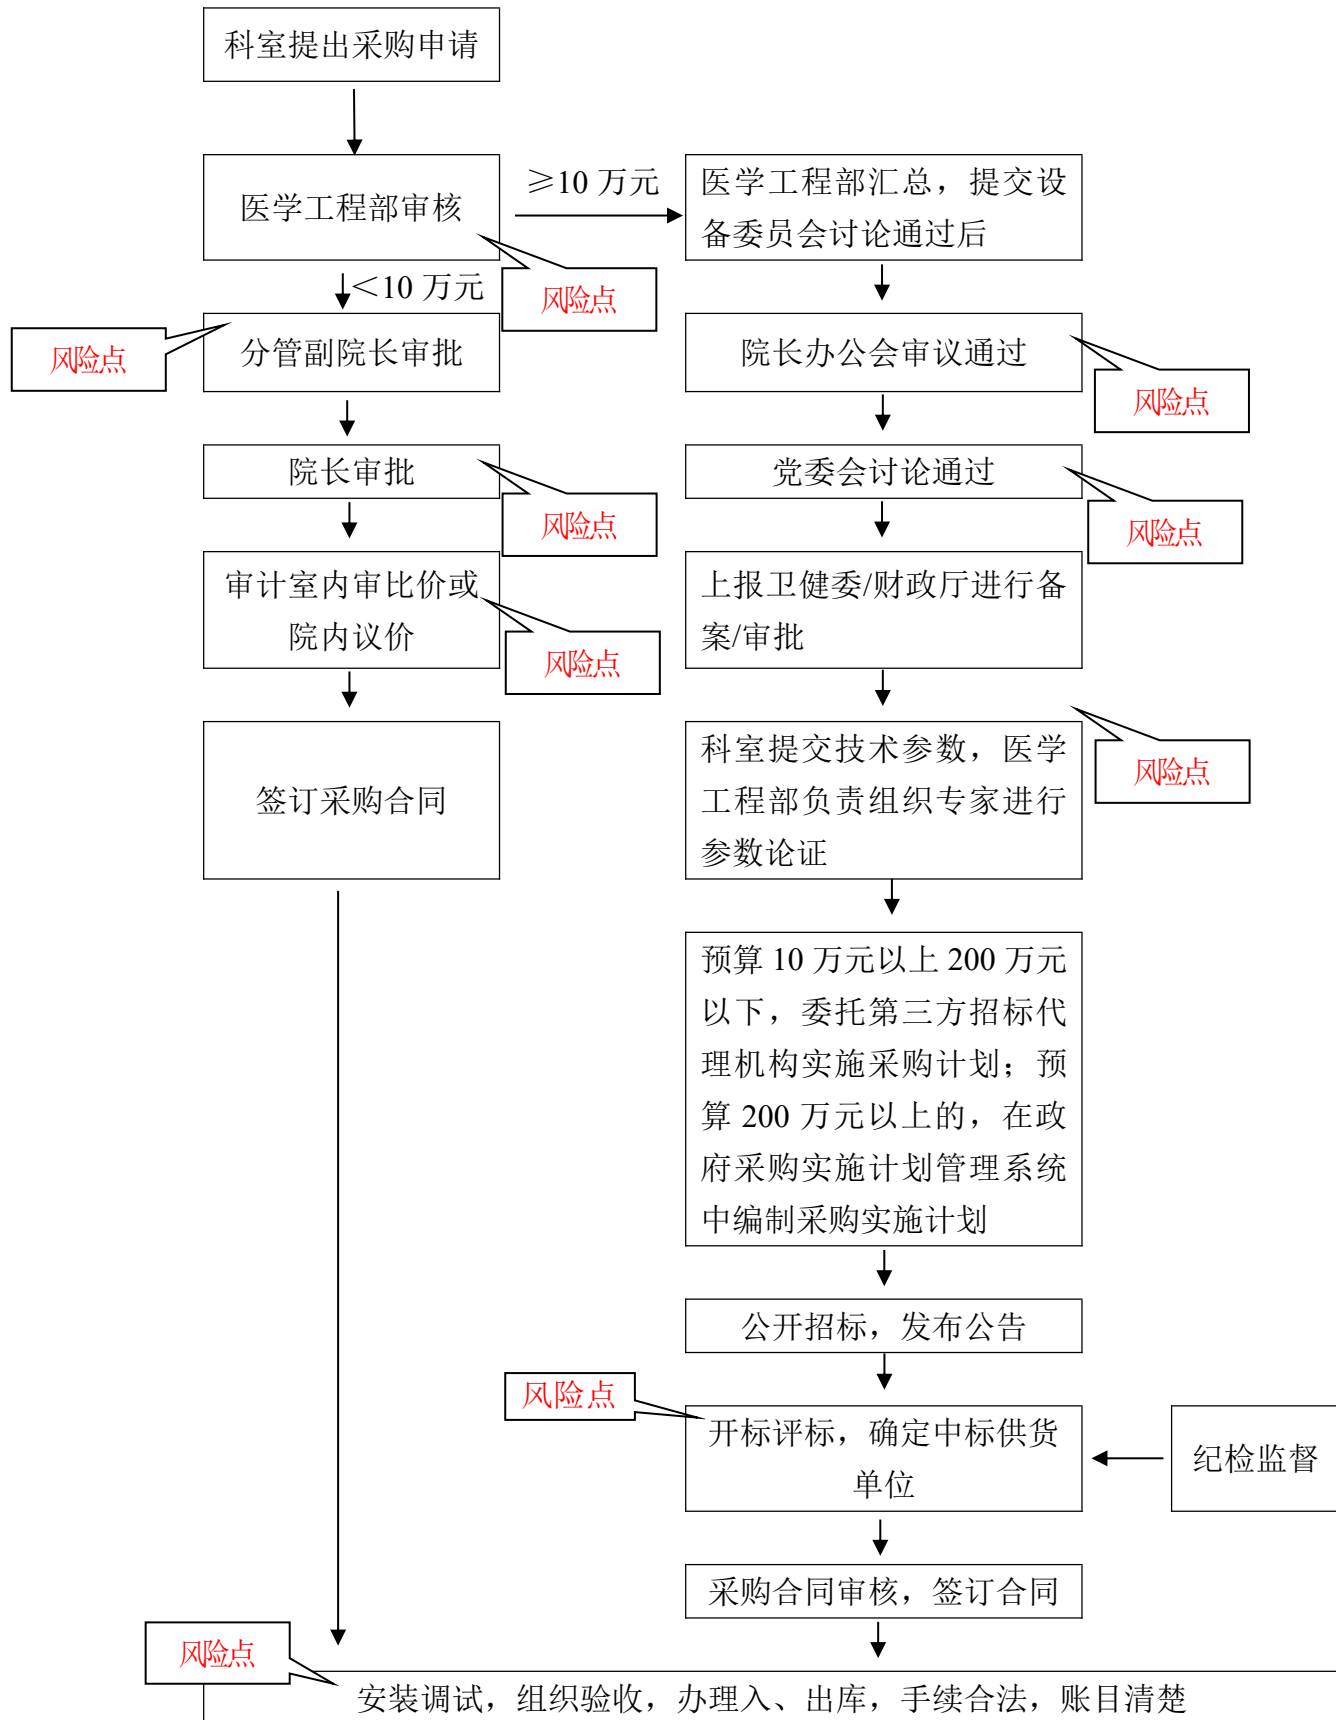 科室提出采购申请
医学工程部审核
≥10 万元
医学工程部汇总，提交设
备委员会讨论通过后
风险点
＜10 万元
风险点
分管副院长审批
院长办公会审议通过
风险点
院长审批
风险点
党委会讨论通过
风险点
审计室内审比价或
院内议价
风险点
上报卫健委/财政厅进行备
案/审批
签订采购合同
科室提交技术参数，医学
工程部负责组织专家进行
参数论证
风险点
预算 10 万元以上 200 万元
以下，委托第三方招标代
理机构实施采购计划；预
算 200 万元以上的，在政
府采购实施计划管理系统
中编制采购实施计划
公开招标，发布公告
风险点
开标评标，确定中标供货
单位
纪检监督
采购合同审核，签订合同
风险点
安装调试，组织验收，办理入、出库，手续合法，账目清楚